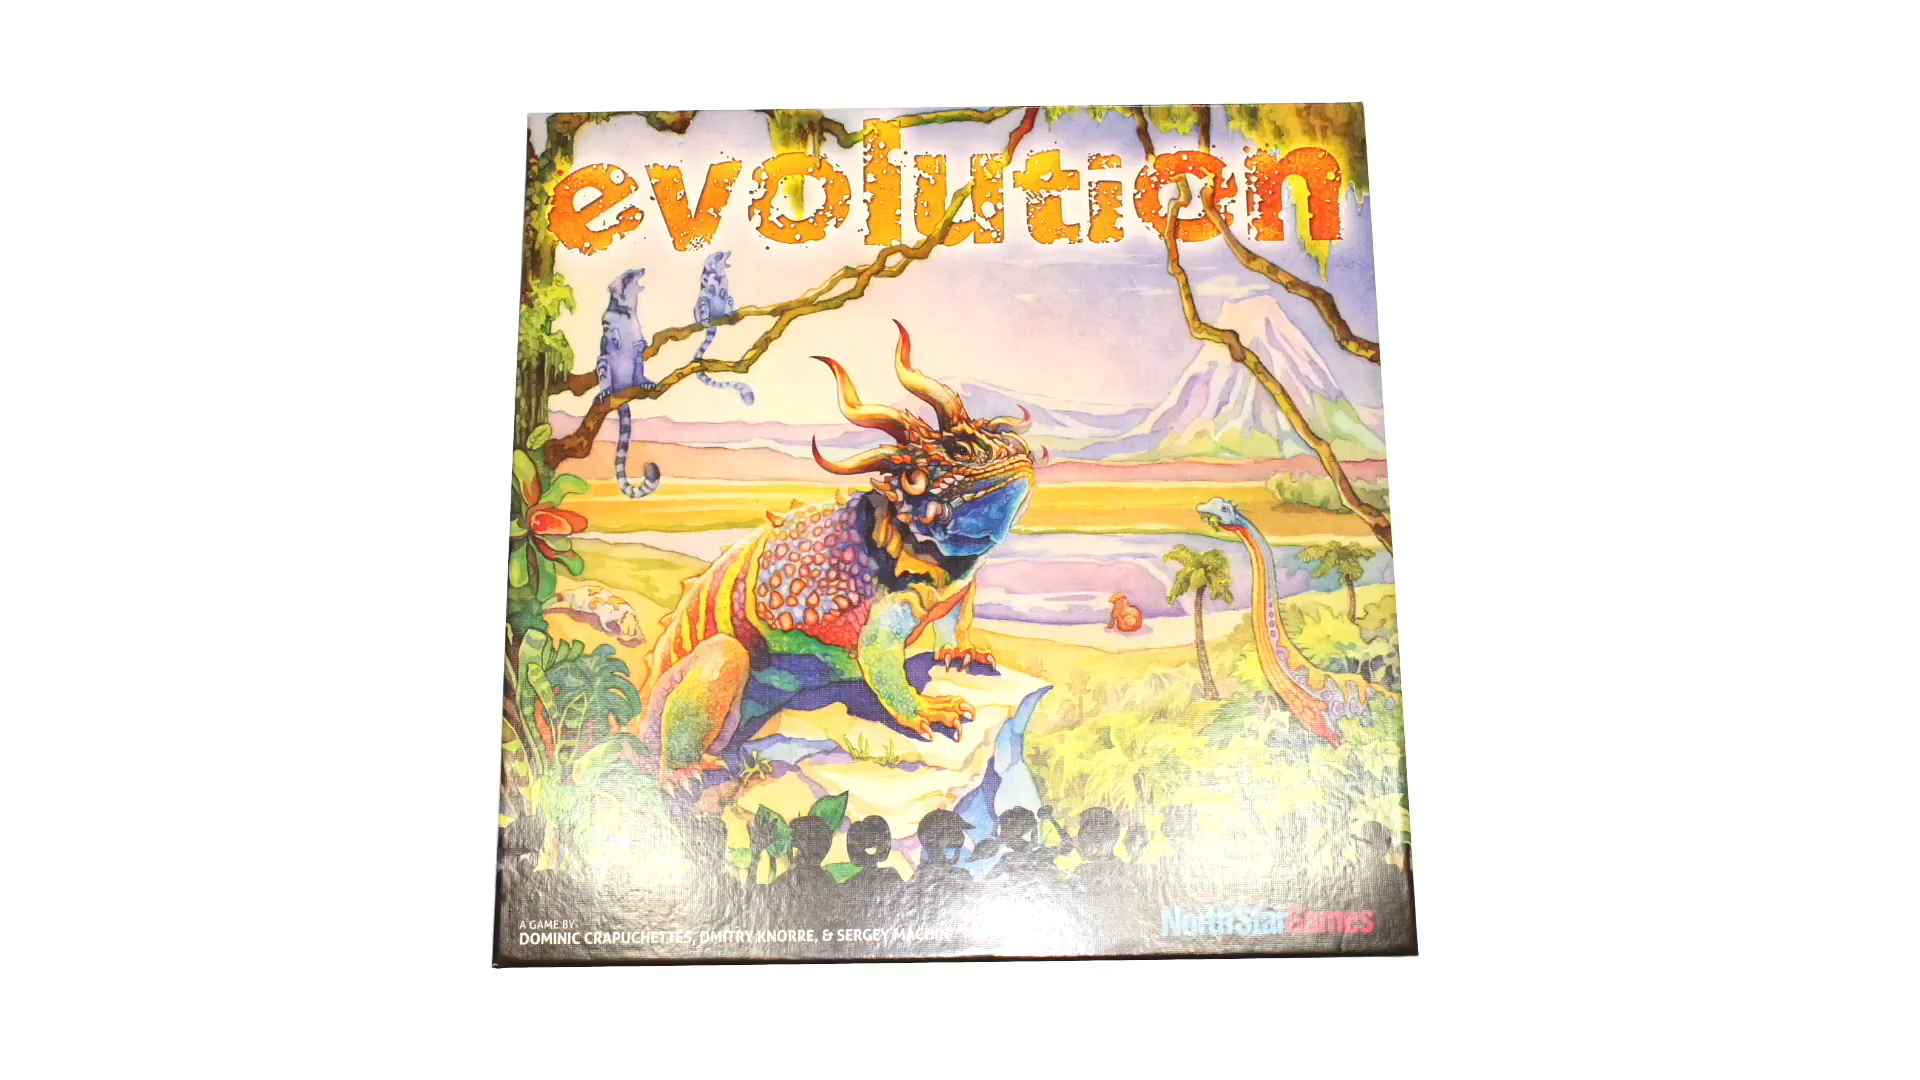 evolution
A GAME BY:
DOMINIC CRAPUCHETTES, DMITRY KNORRE, & SERGEY MACHIN
NorthStarGames